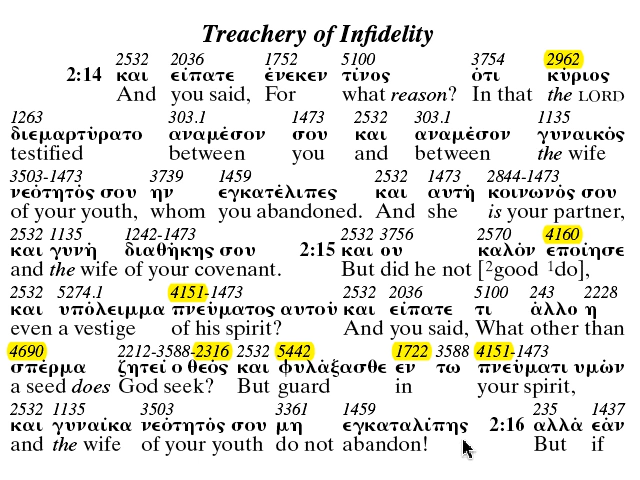 Treachery of Infidelity
2532 2036 1752 5100 3754 2962
2:14 και είπατε ένεκεν τίνος ότι κύριος
And you said, For what reason? In that the LORD
1263 303.1 1473 2532 303.1 1135
διεμαρτύρατο αναμέσον σου και αναμέσον γυναικός
testified between you and between the wife
3503-1473 3739 1459 2532 1473 2844-1473
νεότητός σου ην εγκατέλιπες και αυτή κοινωνός σου
of your youth, whom you abandoned. And she is your partner,
2532 1135 1242-1473 2532 3756 2570 4160
και γυνή διαθήκης σου 2:15 και ου καλόν εποίησε
and the wife of your covenant. But did he not [²good ¹do],
2532 5274.1 4151-1473 2532 2036 5100 243 2228
και υπόλειμμα πνεύματος αυτού και είπατε τι άλλο η
even a vestige of his spirit? And you said, What other than
4690 2212-3588-2316 2532 5442 1722 3588 4151-1473
σπέρμα ζητεί ο θεός και φυλάξασθε εν τω πνεύματι υμών
a seed does God seek? But guard in your spirit,
2532 1135 3503 3361 1459 235 1437
και γυναίκα νεότητός σου μη εγκαταλίπης 2:16 αλλά εάν
and the wife of your youth do not abandon! But if